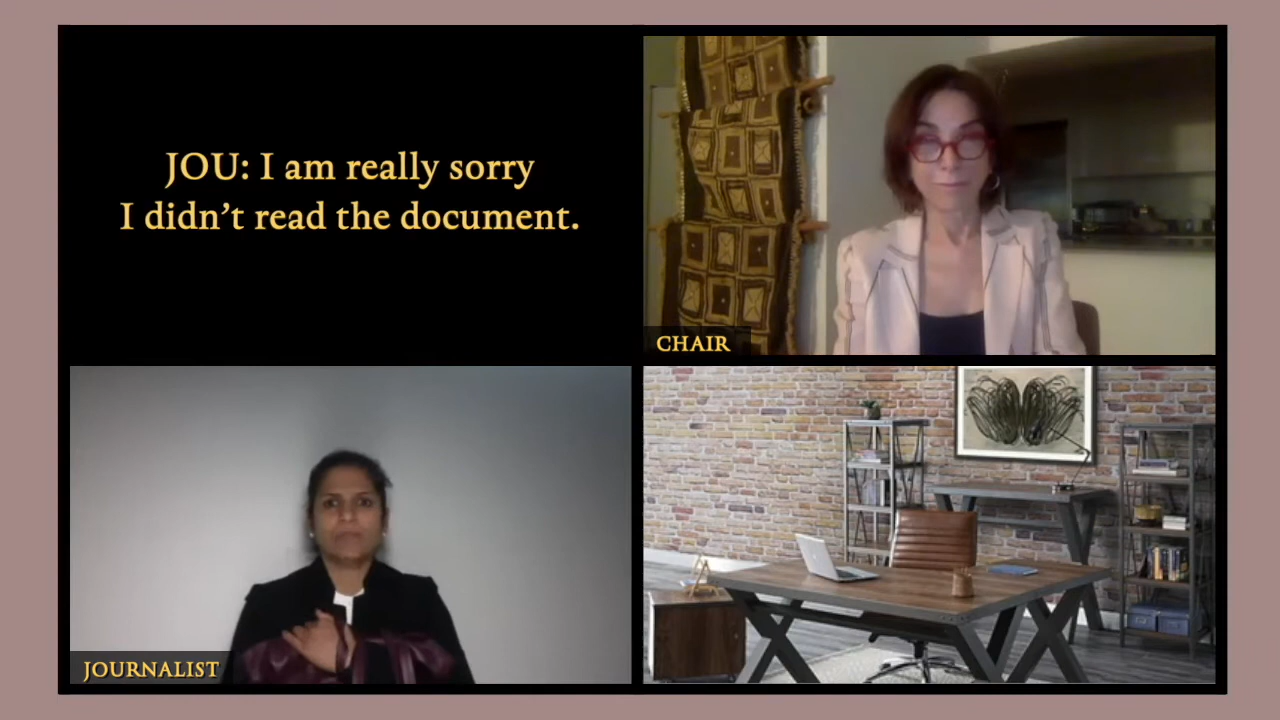 JOU: I am really sorry
I didn’t read the document.
CHAIR
JOURNALIST